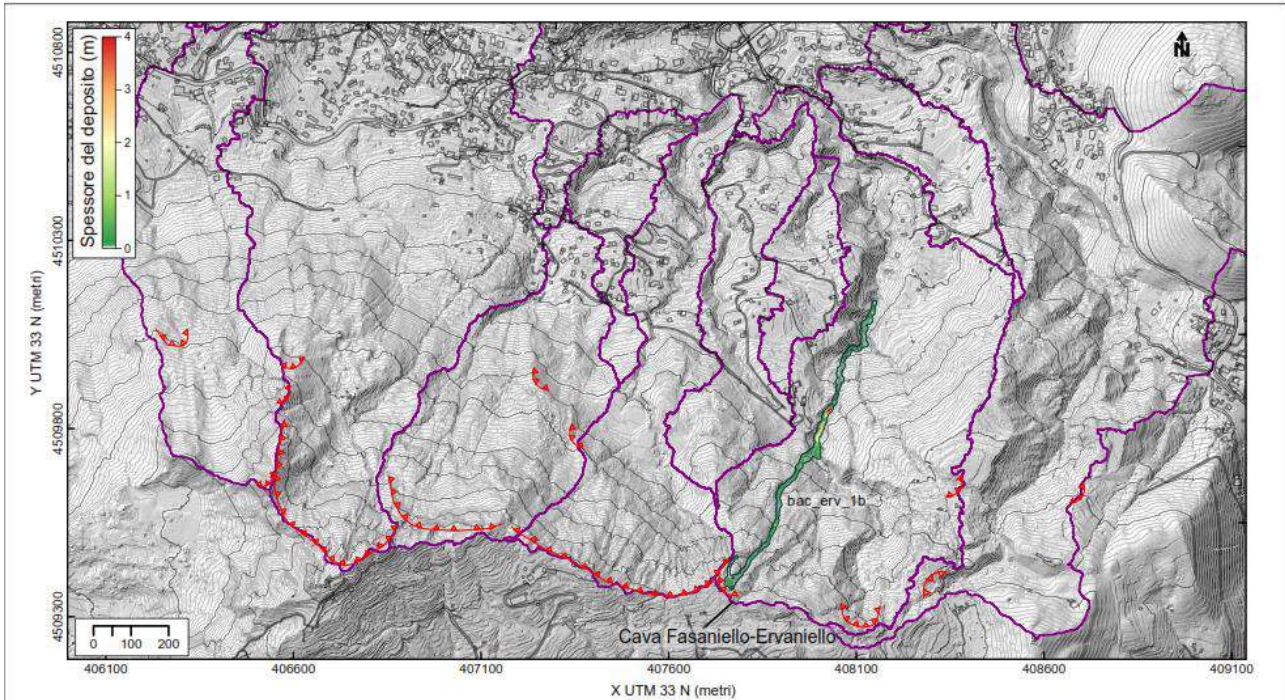 Spessore del deposito (m)
4
3
2
1
0
N
4510800
4510300
4509800
4509300
Y UTM 33 N (metri)
bac_erv_1b
Cava Fasaniello-Ervaniello
0 100 200
406100 406600 407100 407600 408100 408600 409100
X UTM 33 N (metri)